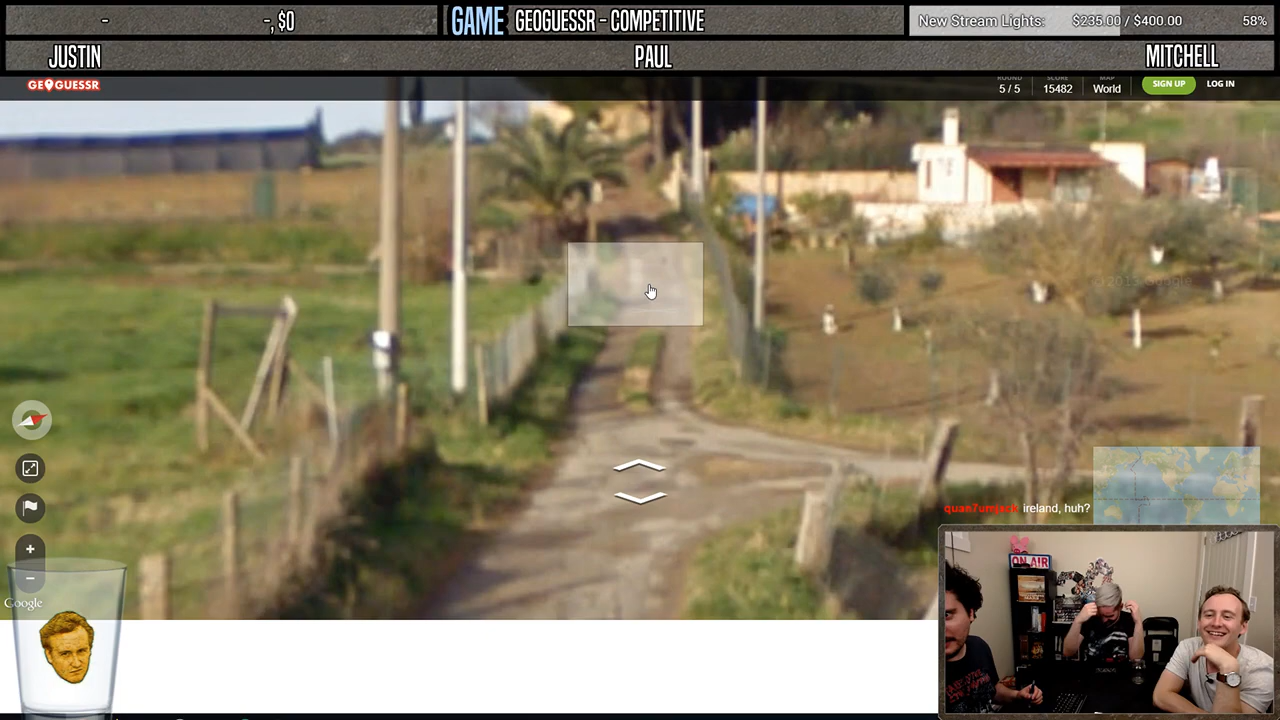 -
-, $0
GAME GEOGUESSR - COMPETITIVE
New Stream Lights: $235.00 / $400.00 58%
JUSTIN
PAUL
MITCHELL
GEOGUESSR
ROUND
5 / 5
SCORE
15482
MAP
World
SIGN UP
LOG IN
quan7umjack ireland, huh?
ON AIR
Google